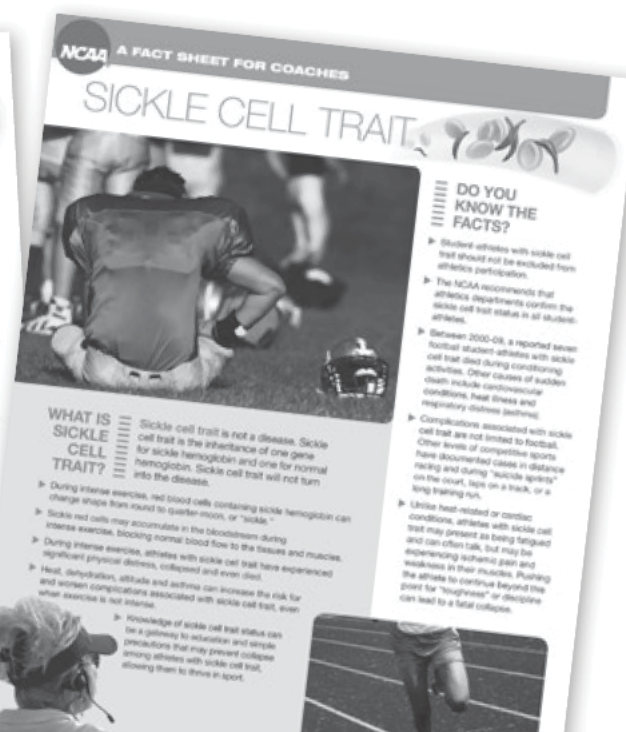 NCAA
A FACT SHEET FOR COACHES
SICKLE CELL TRAIT
DO YOU
KNOW THE
FACTS?
Student-athletes with sickle cell
trait should not be excluded from
athletics participation.
The NCAA recommends that
athletics departments confirm the
sickle cell trait status in all student-
athletes.
Between 2000-09, a reported seven
football student-athletes with sickle
cell trait died during conditioning
activities. Other causes of sudden
death include cardiovascular
conditions, heat illness and
respiratory distress (asthma).
Complications associated with sickle
cell trait are not limited to football.
Other levels of competitive sports
have documented cases in distance
racing and during "suicide sprints"
on the court, laps on a track, or a
long training run.
Unlike heat-related or cardiac
conditions, athletes with sickle cell
trait may present as being fatigued
and can often talk, but may be
experiencing ischemic pain and
weakness in their muscles. Pushing
the athlete to continue beyond this
point for "toughness" or discipline
can lead to a fatal collapse.
WHAT IS
SICKLE
CELL
TRAIT?
Sickle cell trait is not a disease. Sickle
cell trait is the inheritance of one gene
for sickle hemoglobin and one for normal
hemoglobin. Sickle cell trait will not turn
into the disease.
During intense exercise, red blood cells containing sickle hemoglobin can
change shape from round to quarter-moon, or "sickle."
Sickle red cells may accumulate in the bloodstream during
intense exercise, blocking normal blood flow to the tissues and muscles.
During intense exercise, athletes with sickle cell trait have experienced
significant physical distress, collapsed and even died.
Heat, dehydration, altitude and asthma can increase the risk for
and worsen complications associated with sickle cell trait, even
when exercise is not intense.
Knowledge of sickle cell trait status can
be a gateway to education and simple
precautions that may prevent collapse
among athletes with sickle cell trait,
allowing them to thrive in sport.